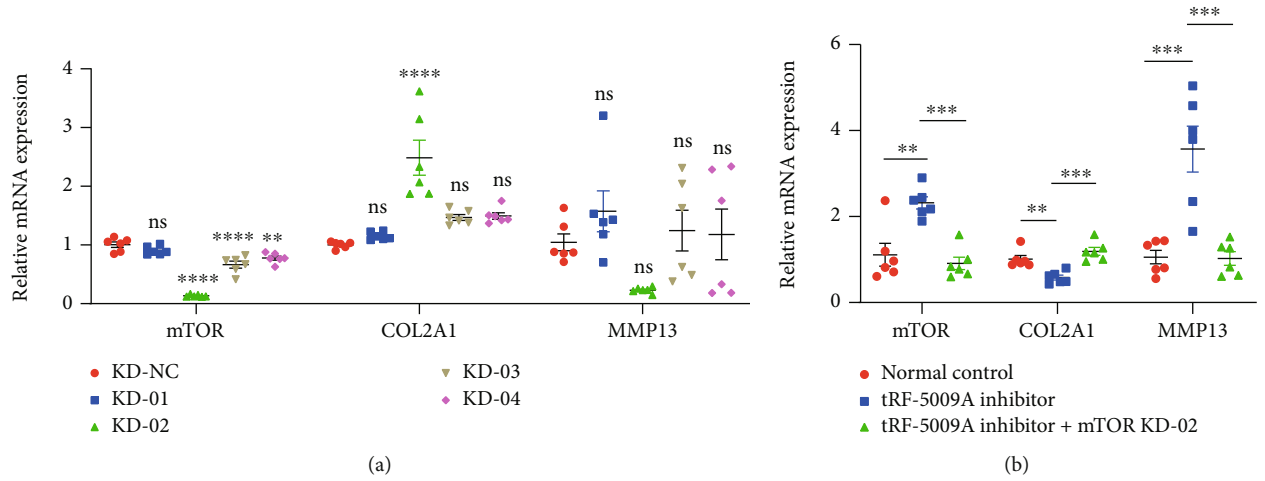 Relative mRNA expression
4
3
2
1
0
ns
****
****
**
****
ns
ns
ns
ns
ns
ns
ns
mTOR
COL2A1
MMP13
KD-NC
KD-01
KD-02
KD-03
KD-04
(a)
Relative mRNA expression
6
4
2
0
**
***
**
***
***
***
mTOR
COL2A1
MMP13
Normal control
tRF-5009A inhibitor
tRF-5009A inhibitor + mTOR KD-02
(b)